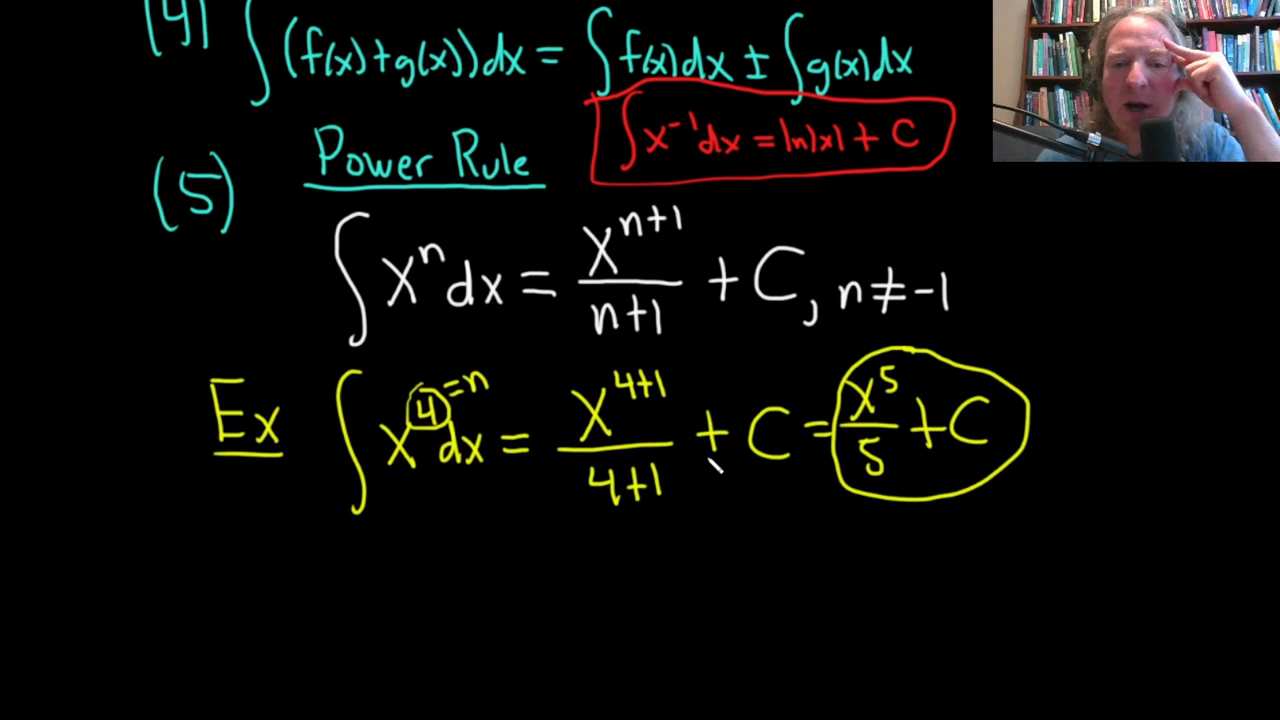 (4) ∫(f(x)+g(x))dx = ∫f(x)dx ± ∫g(x)dx
∫x⁻¹dx = ln|x| + C
(5) Power Rule
∫xⁿdx = xⁿ⁺¹/(n+1) + C, n≠-1
Ex ∫x⁴dx = x⁴⁺¹/(4+1) + C = x⁵/5 + C
=n